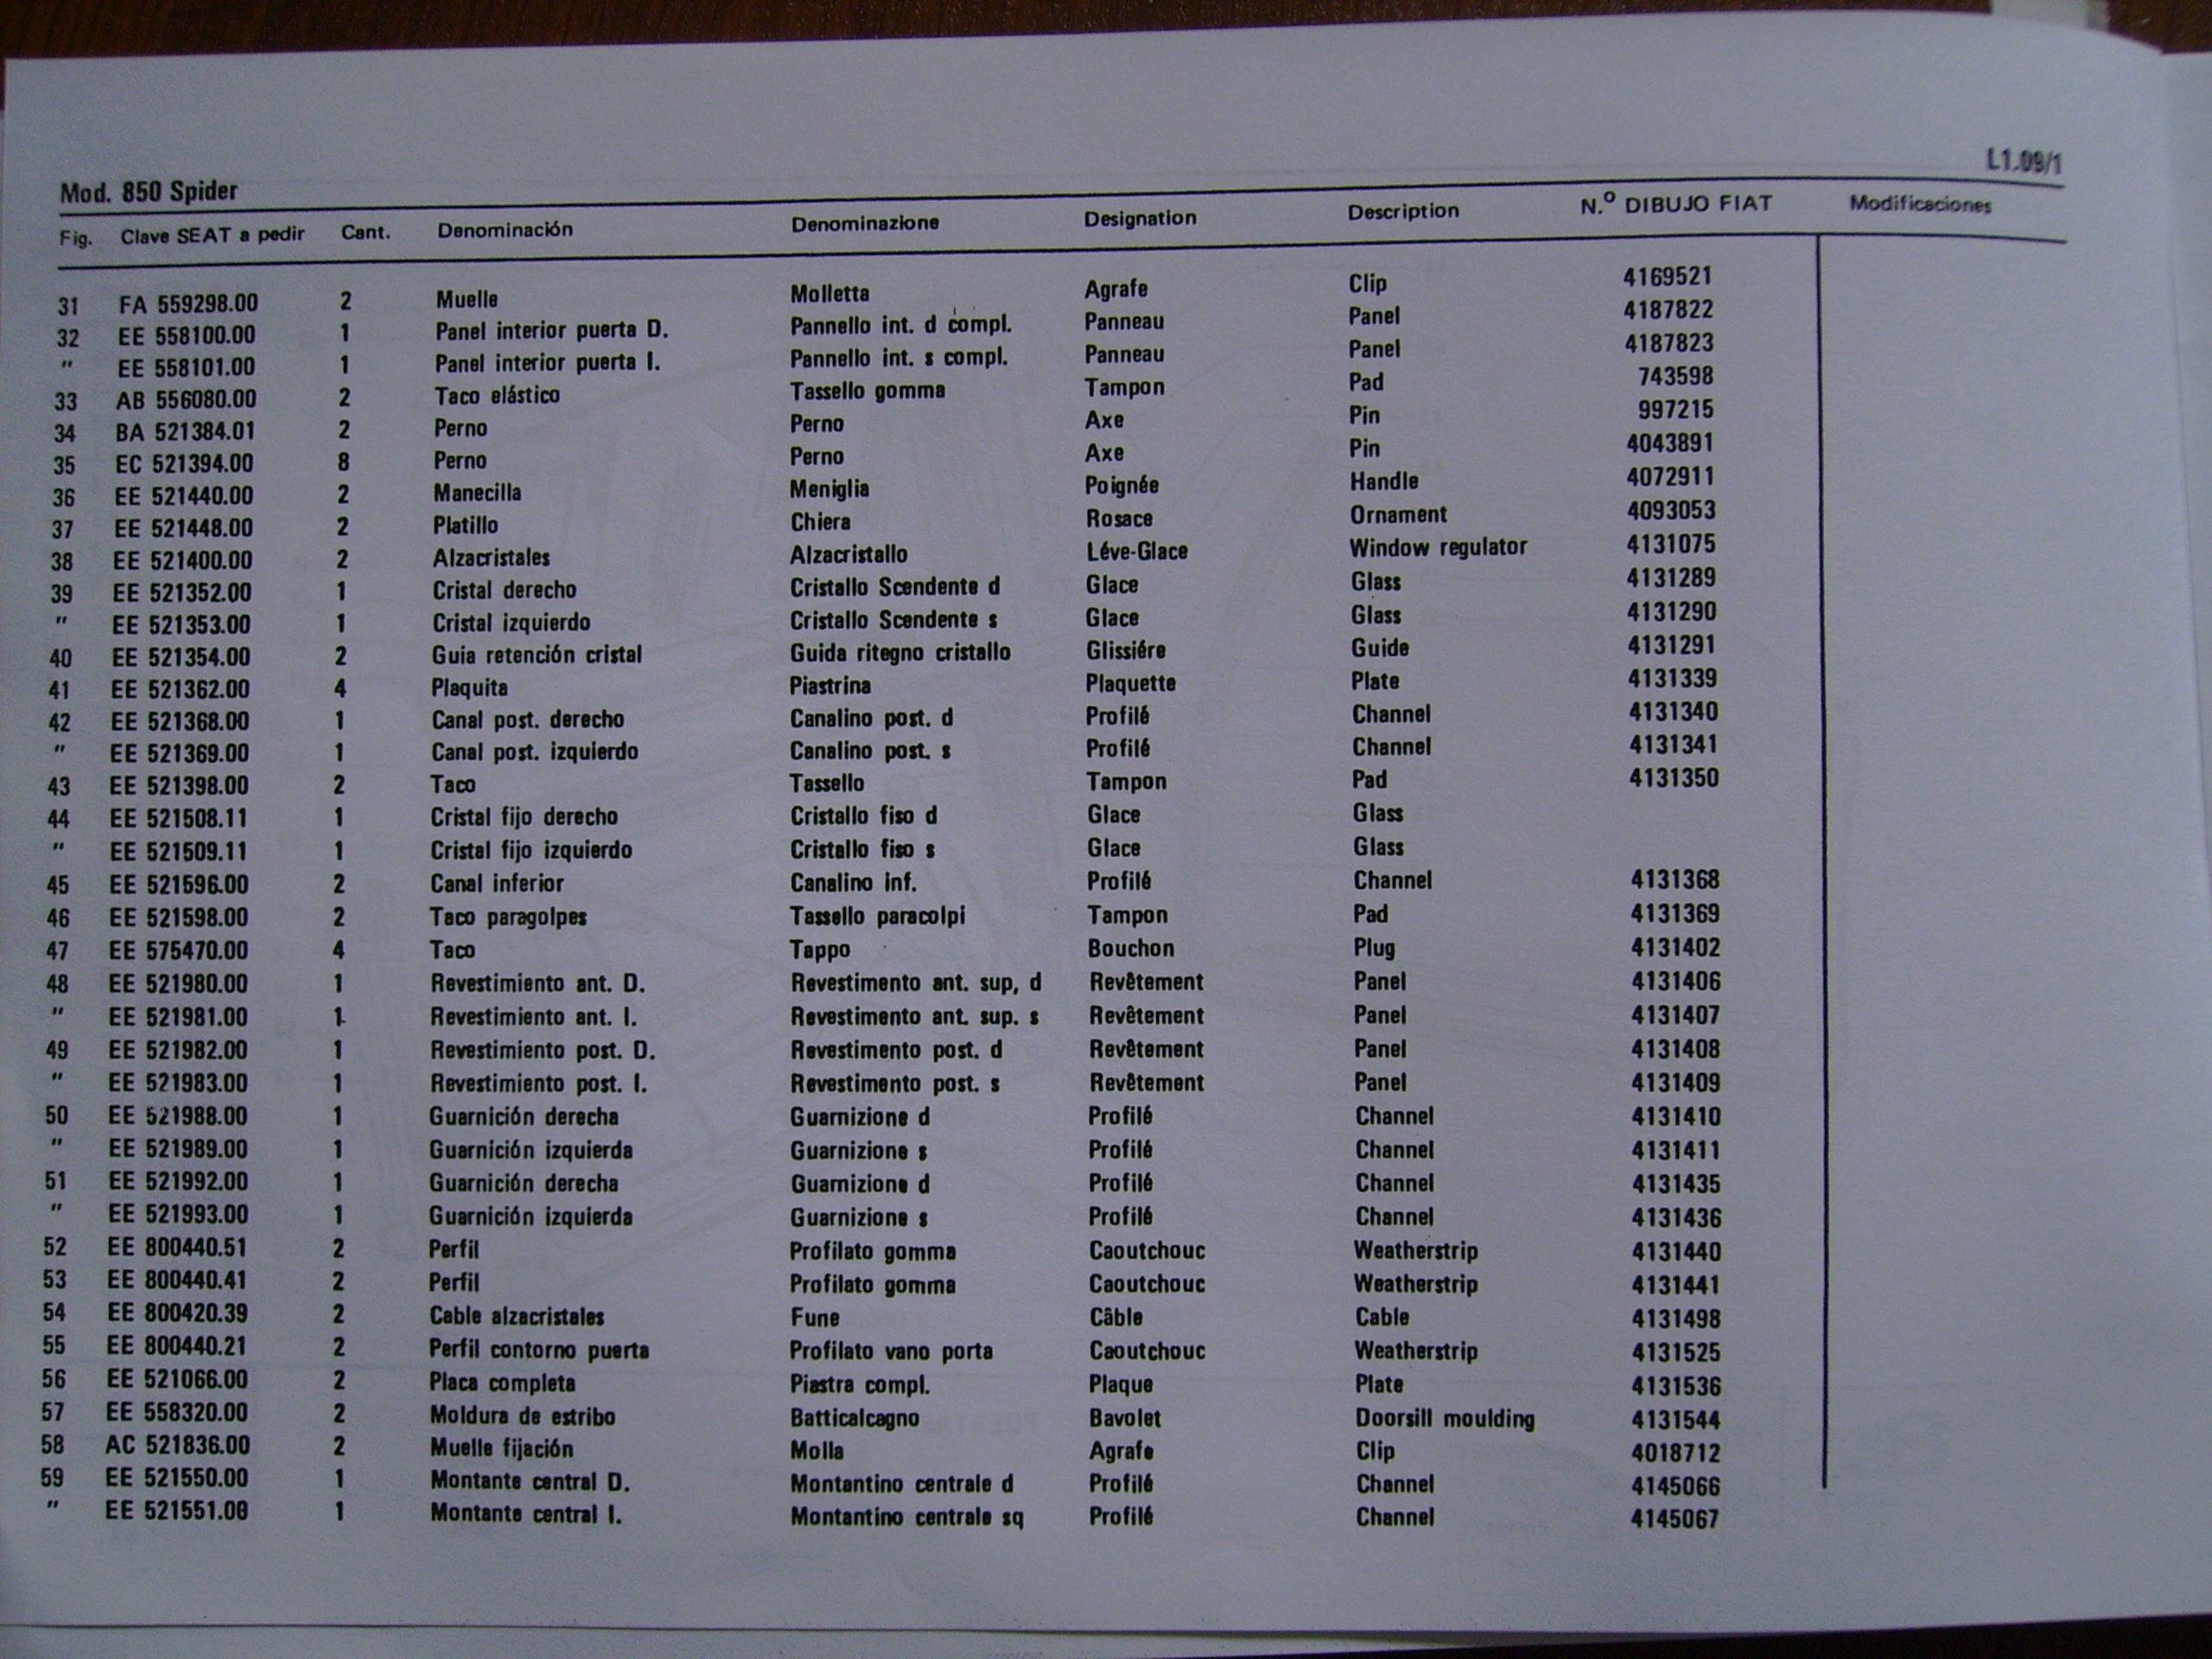 L1.09/1
Mod. 850 Spider
Fig. Clave SEAT a pedir Cant. Denominación Denominazione Designation Description N.º DIBUJO FIAT Modificaciones
31 FA 559298.00 2 Muelle Molletta Agrafe Clip 4169521
32 EE 558100.00 1 Panel interior puerta D. Pannello int. d compl. Panneau Panel 4187822
" EE 558101.00 1 Panel interior puerta I. Pannello int. s compl. Panneau Panel 4187823
33 AB 556080.00 2 Taco elástico Tassello gomma Tampon Pad 743598
34 BA 521384.01 2 Perno Perno Axe Pin 997215
35 EC 521394.00 8 Perno Perno Axe Pin 4043891
36 EE 521440.00 2 Manecilla Meniglia Poignée Handle 4072911
37 EE 521448.00 2 Platillo Chiera Rosace Ornament 4093053
38 EE 521400.00 2 Alzacristales Alzacristallo Léve-Glace Window regulator 4131075
39 EE 521352.00 1 Cristal derecho Cristallo Scendente d Glace Glass 4131289
" EE 521353.00 1 Cristal izquierdo Cristallo Scendente s Glace Glass 4131290
40 EE 521354.00 2 Guia retención cristal Guida ritegno cristallo Glissiére Guide 4131291
41 EE 521362.00 4 Plaquita Piastrina Plaquette Plate 4131339
42 EE 521368.00 1 Canal post. derecho Canalino post. d Profilé Channel 4131340
" EE 521369.00 1 Canal post. izquierdo Canalino post. s Profilé Channel 4131341
43 EE 521398.00 2 Taco Tassello Tampon Pad 4131350
44 EE 521508.11 1 Cristal fijo derecho Cristallo fiso d Glace Glass
" EE 521509.11 1 Cristal fijo izquierdo Cristallo fiso s Glace Glass
45 EE 521596.00 2 Canal inferior Canalino inf. Profilé Channel 4131368
46 EE 521598.00 2 Taco paragolpes Tassello paracolpi Tampon Pad 4131369
47 EE 575470.00 4 Taco Tappo Bouchon Plug 4131402
48 EE 521980.00 1 Revestimiento ant. D. Revestimento ant. sup, d Revêtement Panel 4131406
" EE 521981.00 1 Revestimiento ant. I. Revestimento ant. sup. s Revêtement Panel 4131407
49 EE 521982.00 1 Revestimiento post. D. Revestimento post. d Revêtement Panel 4131408
" EE 521983.00 1 Revestimiento post. I. Revestimento post. s Revêtement Panel 4131409
50 EE 521988.00 1 Guarnición derecha Guarnizione d Profilé Channel 4131410
" EE 521989.00 1 Guarnición izquierda Guarnizione s Profilé Channel 4131411
51 EE 521992.00 1 Guarnición derecha Guarnizione d Profilé Channel 4131435
" EE 521993.00 1 Guarnición izquierda Guarnizione s Profilé Channel 4131436
52 EE 800440.51 2 Perfil Profilato gomma Caoutchouc Weatherstrip 4131440
53 EE 800440.41 2 Perfil Profilato gomma Caoutchouc Weatherstrip 4131441
54 EE 800420.39 2 Cable alzacristales Fune Câble Cable 4131498
55 EE 800440.21 2 Perfil contorno puerta Profilato vano porta Caoutchouc Weatherstrip 4131525
56 EE 521066.00 2 Placa completa Piastra compl. Plaque Plate 4131536
57 EE 558320.00 2 Moldura de estribo Batticalcagno Bavolet Doorsill moulding 4131544
58 AC 521836.00 2 Muelle fijación Molla Agrafe Clip 4018712
59 EE 521550.00 1 Montante central D. Montantino centrale d Profilé Channel 4145066
" EE 521551.00 1 Montante central I. Montantino centrale sq Profilé Channel 4145067